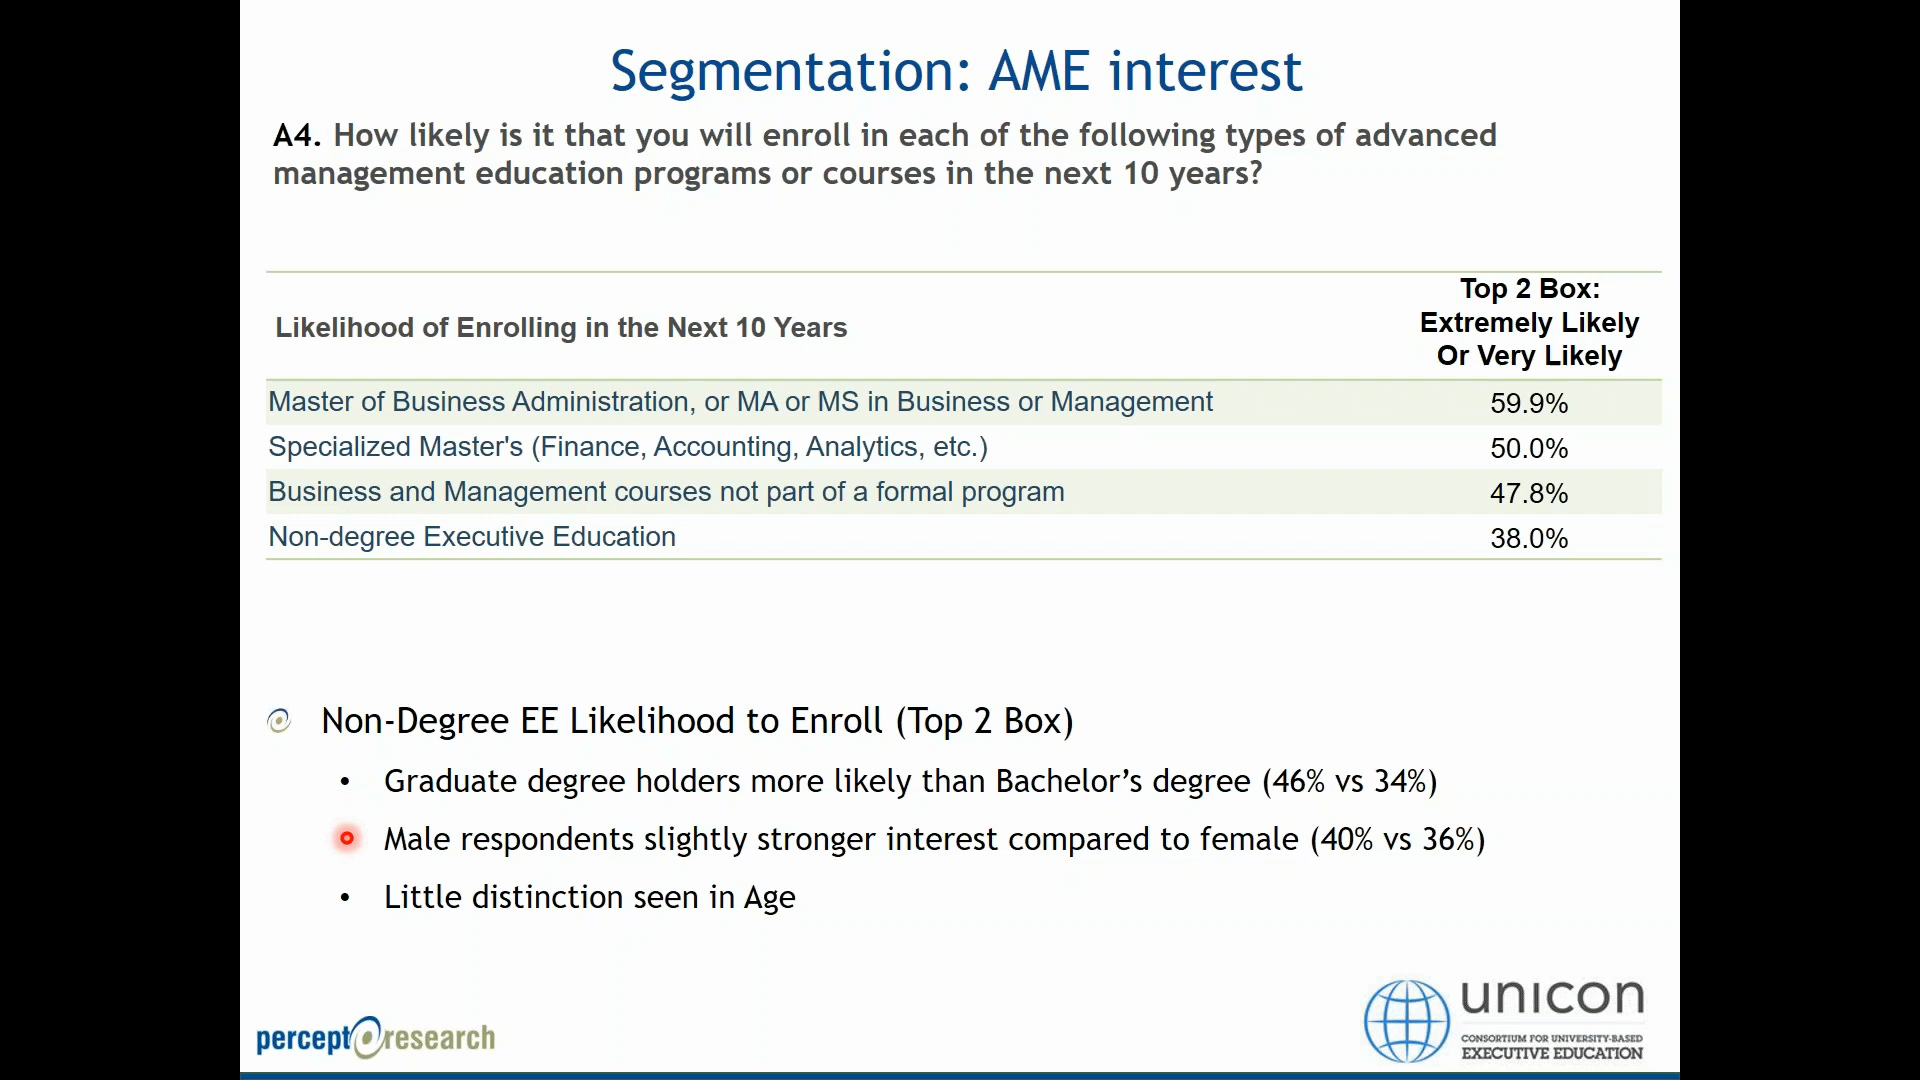 Segmentation: AME interest
A4. How likely is it that you will enroll in each of the following types of advanced
management education programs or courses in the next 10 years?
Likelihood of Enrolling in the Next 10 Years
Top 2 Box:
Extremely Likely
Or Very Likely
Master of Business Administration, or MA or MS in Business or Management 59.9%
Specialized Master's (Finance, Accounting, Analytics, etc.) 50.0%
Business and Management courses not part of a formal program 47.8%
Non-degree Executive Education 38.0%
Non-Degree EE Likelihood to Enroll (Top 2 Box)
• Graduate degree holders more likely than Bachelor’s degree (46% vs 34%)
Male respondents slightly stronger interest compared to female (40% vs 36%)
• Little distinction seen in Age
percept research
unicon
CONSORTIUM FOR UNIVERSITY-BASED
EXECUTIVE EDUCATION